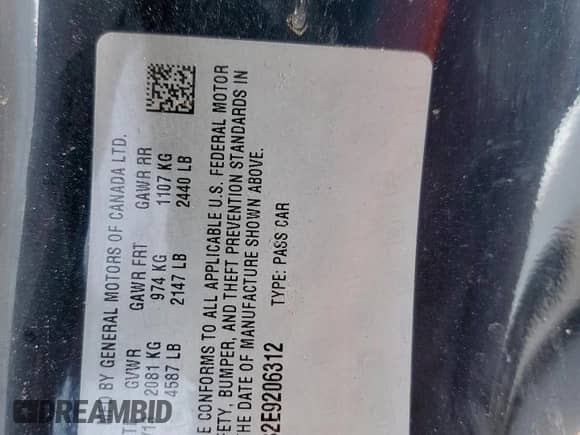 D BY GENERAL MOTORS OF CANADA LTD.
GVWR GAWR FRT GAWR RR
2081 KG 974 KG 1107 KG
4587 LB 2147 LB 2440 LB
E CONFORMS TO ALL APPLICABLE U.S. FEDERAL MOTOR
ETY, BUMPER, AND THEFT PREVENTION STANDARDS IN
THE DATE OF MANUFACTURE SHOWN ABOVE.
2E9206312 TYPE: PASS CAR
DREAMBID